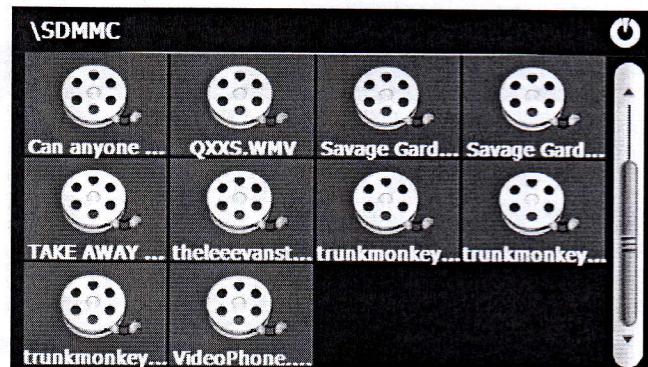 \SDMMC
Can anyone ... QXXS.WMV Savage Gard... Savage Gard...
TAKE AWAY ... theleeevanst... trunkmonkey... trunkmonkey...
trunkmonkey... VideoPhone....